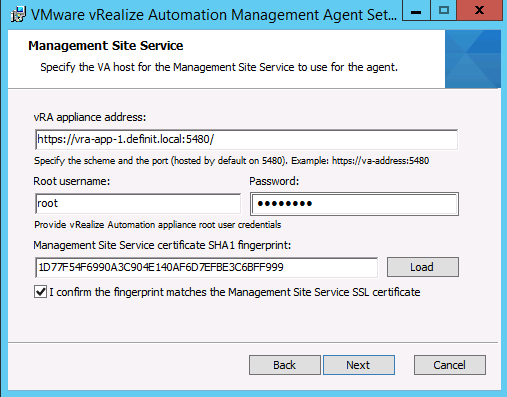 VMware vRealize Automation Management Agent Set...
Management Site Service
Specify the VA host for the Management Site Service to use for the agent.
vRA appliance address:
https://vra-app-1.definit.local:5480/
Specify the scheme and the port (hosted by default on 5480). Example: https://va-address:5480
Root username: Password:
root ••••••••
Provide vRealize Automation appliance root user credentials
Management Site Service certificate SHA1 fingerprint:
1D77F54F6990A3C904E140AF6D7EFBE3C6BFF999 Load
I confirm the fingerprint matches the Management Site Service SSL certificate
Back Next Cancel